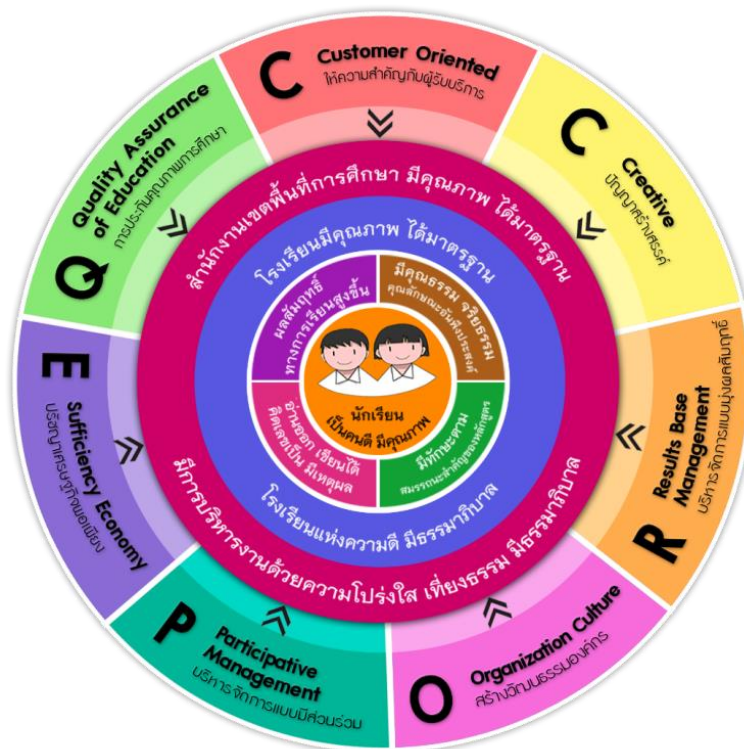 C
Customer Oriented
ให้ความสำคัญกับผู้รับบริการ
C
Creative
ปัญญาสร้างสรรค์
R
Results Base
Management
บริหารจัดการแบบมุ่งผลสัมฤทธิ์
O
Organization Culture
สร้างวัฒนธรรมองค์กร
P
Participative
Management
บริหารจัดการแบบมีส่วนร่วม
E
Sufficiency Economy
ปรัชญาเศรษฐกิจพอเพียง
Q
Quality Assurance
of Education
การประกันคุณภาพการศึกษา
สำนักงานเขตพื้นที่การศึกษา มีคุณภาพ ได้มาตรฐาน
มีการบริหารงานด้วยความโปร่งใส เที่ยงธรรม มีธรรมาภิบาล
โรงเรียนมีคุณภาพ ได้มาตรฐาน
โรงเรียนแห่งความดี มีธรรมาภิบาล
ผลสัมฤทธิ์
ทางการเรียนสูงขึ้น
มีคุณธรรม จริยธรรม
คุณลักษณะอันพึงประสงค์
มีทักษะตาม
สมรรถนะสำคัญของหลักสูตร
อ่านออก เขียนได้
คิดเลขเป็น มีเหตุผล
นักเรียน
เป็นคนดี มีคุณภาพ